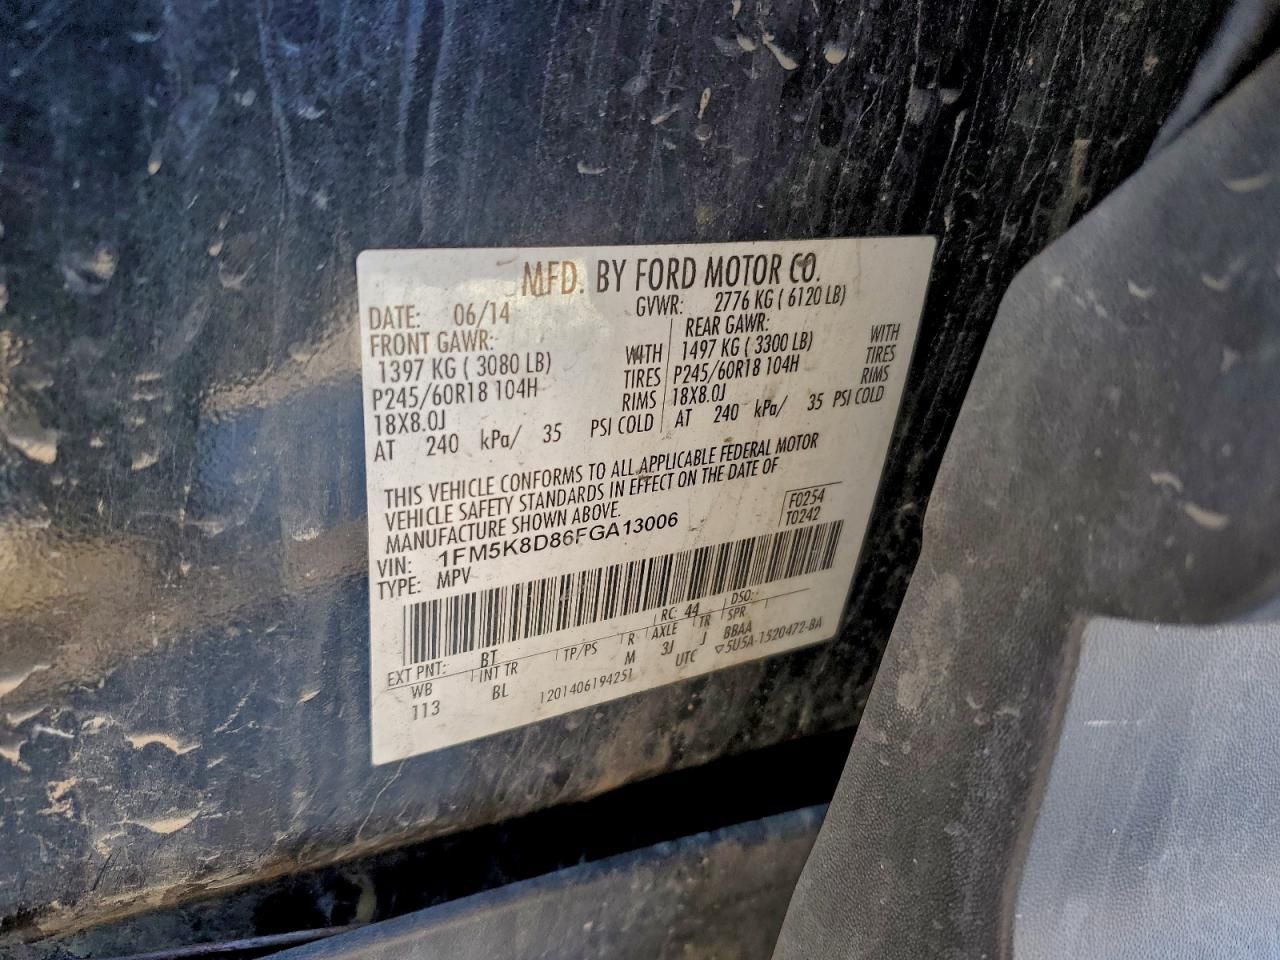 MFD. BY FORD MOTOR CO.
DATE: 06/14 GVWR: 2776 KG ( 6120 LB)
FRONT GAWR: REAR GAWR:
1397 KG ( 3080 LB) WITH 1497 KG ( 3300 LB) WITH
P245/60R18 104H TIRES P245/60R18 104H TIRES
18X8.0J RIMS 18X8.0J RIMS
AT 240 kPa/ 35 PSI COLD AT 240 kPa/ 35 PSI COLD
THIS VEHICLE CONFORMS TO ALL APPLICABLE FEDERAL MOTOR
VEHICLE SAFETY STANDARDS IN EFFECT ON THE DATE OF
MANUFACTURE SHOWN ABOVE.
VIN: 1FM5K8D86FGA13006 F0254
TYPE: MPV T0242
EXT PNT: BT RC: 44 DSO:
WB INT TR TP/PS R AXLE TR SPR
113 BL M 3J J BBAA
1201406194251 UTC ▽5U5A-1520472-BA